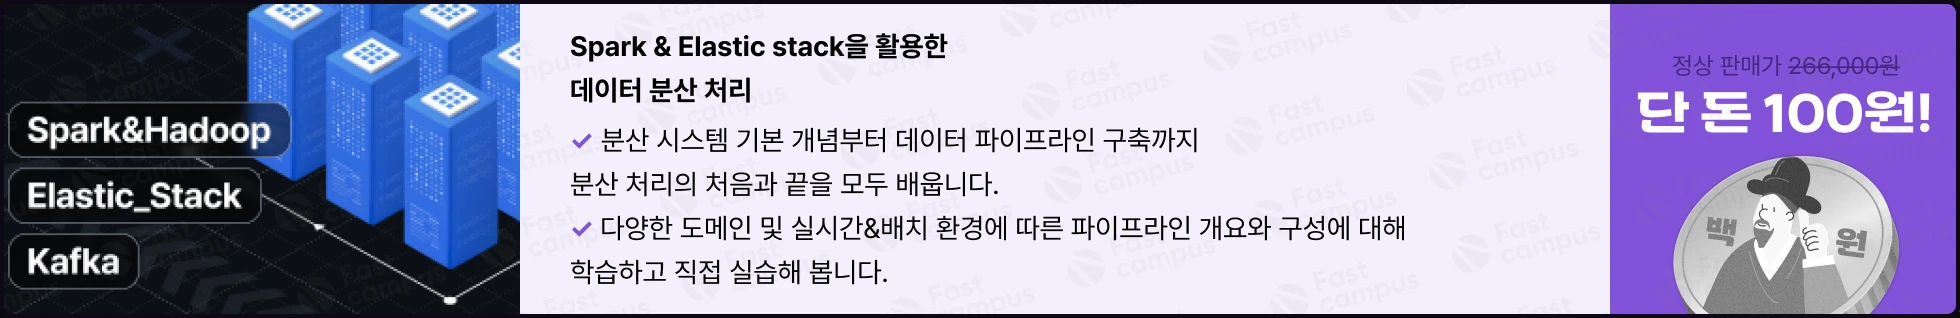 Spark&Hadoop
Elastic_Stack
Kafka
Spark & Elastic stack을 활용한
데이터 분산 처리
분산 시스템 기본 개념부터 데이터 파이프라인 구축까지
분산 처리의 처음과 끝을 모두 배웁니다.
다양한 도메인 및 실시간&배치 환경에 따른 파이프라인 개요와 구성에 대해
학습하고 직접 실습해 봅니다.
정상 판매가 266,000원
단 돈 100원!
백 원
Fast campus